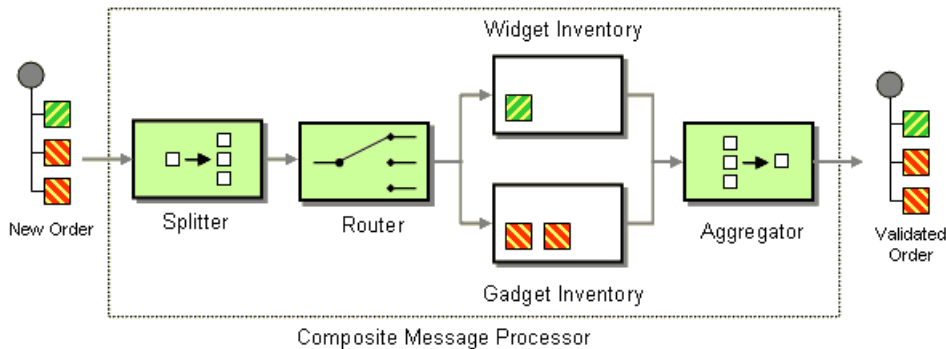 Widget Inventory
New Order
Splitter
Router
Gadget Inventory
Aggregator
Validated
Order
Composite Message Processor